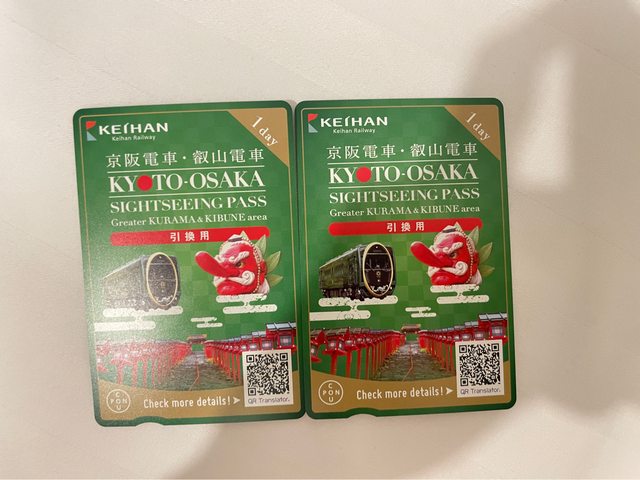 KEIHAN
Keihan Railway
1 day
京阪電車・叡山電車
KYOTO-OSAKA
SIGHTSEEING PASS
Greater KURAMA & KIBUNE area
引換用
CPONU
Check more details!
QR Translator.
KEIHAN
Keihan Railway
1 day
京阪電車・叡山電車
KYOTO-OSAKA
SIGHTSEEING PASS
Greater KURAMA & KIBUNE area
引換用
CPONU
Check more details!
QR Translator.